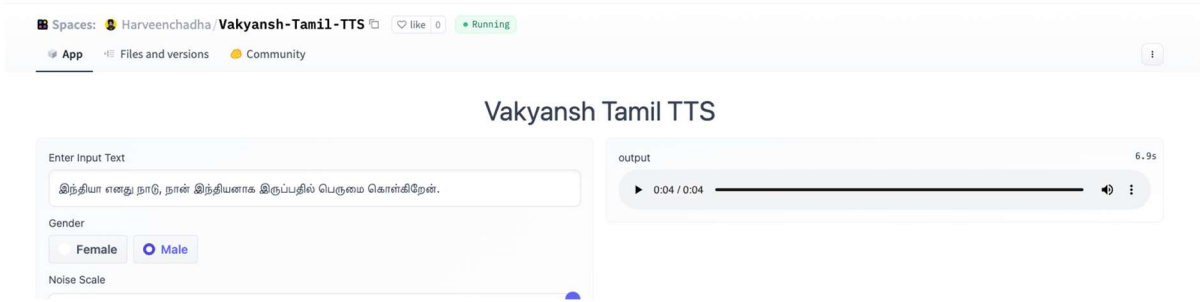 Spaces: Harveenchadha/Vakyansh-Tamil-TTS like 0 Running
App Files and versions Community
Vakyansh Tamil TTS
Enter Input Text
இந்தியா எனது நாடு, நான் இந்தியனாக இருப்பதில் பெருமை கொள்கிறேன்.
Gender
Female Male
Noise Scale
output 6.9s
0:04 / 0:04